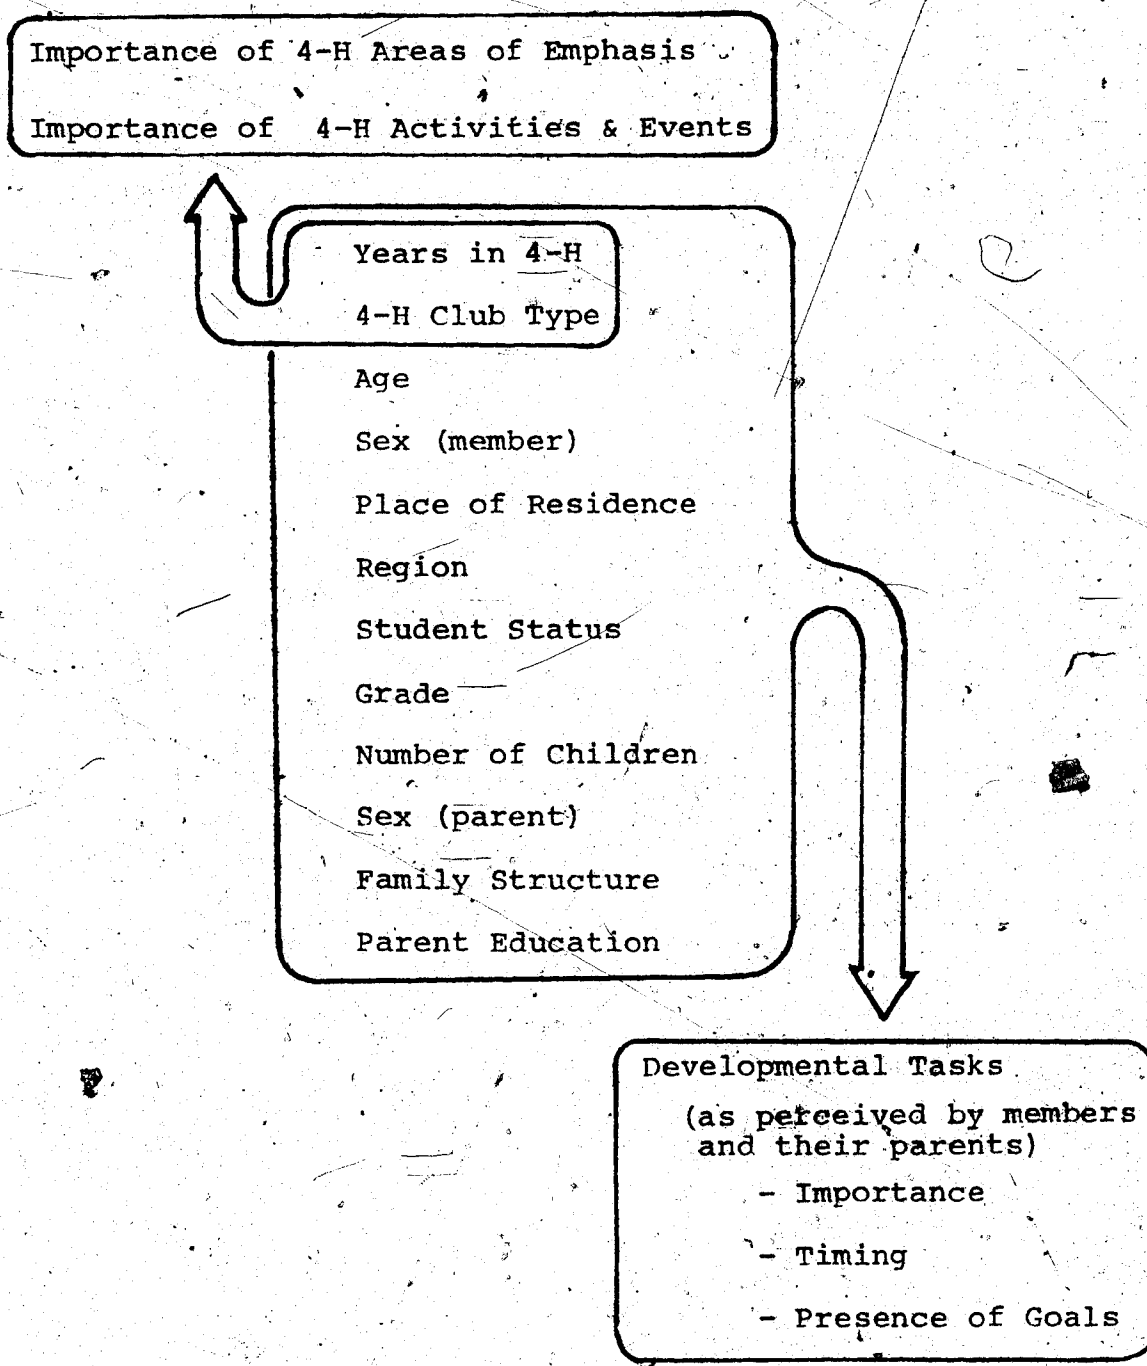 Importance of 4-H Areas of Emphasis
Importance of 4-H Activities & Events
Years in 4-H
4-H Club Type
Age
Sex (member)
Place of Residence
Region
Student Status
Grade
Number of Children
Sex (parent)
Family Structure
Parent Education
Developmental Tasks
(as perceived by members
and their parents)
- Importance
- Timing
- Presence of Goals